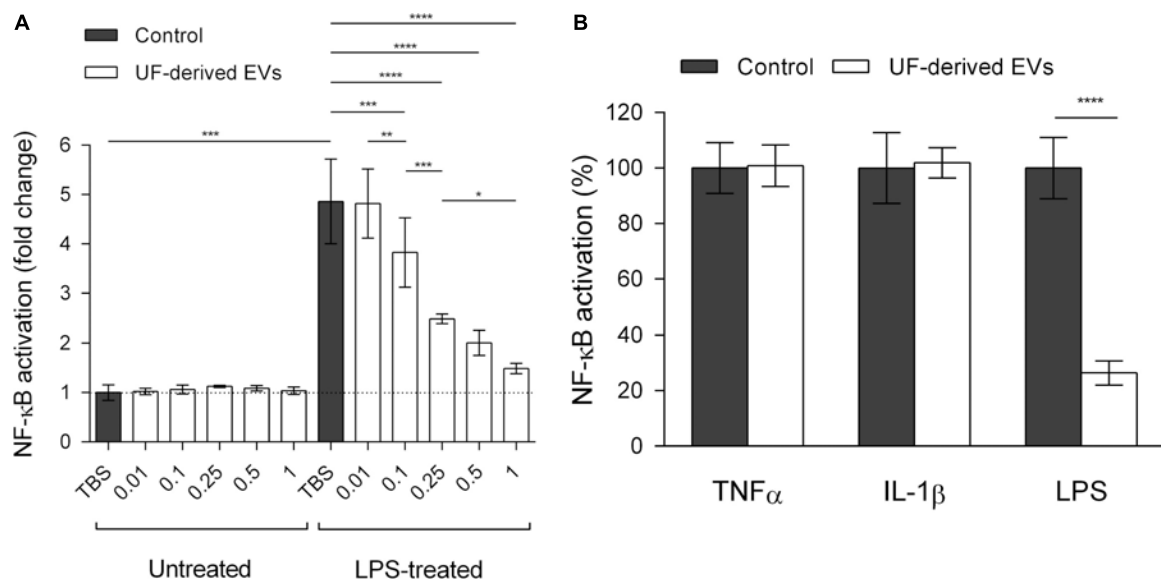 A
Control
UF-derived EVs
****
****
****
***
***
**
***
*
NF-κB activation (fold change)
6
5
4
3
2
1
0
TBS 0.01 0.1 0.25 0.5 1 TBS 0.01 0.1 0.25 0.5 1
Untreated LPS-treated
B
Control UF-derived EVs
****
NF-κB activation (%)
120
100
80
60
40
20
0
TNFα IL-1β LPS